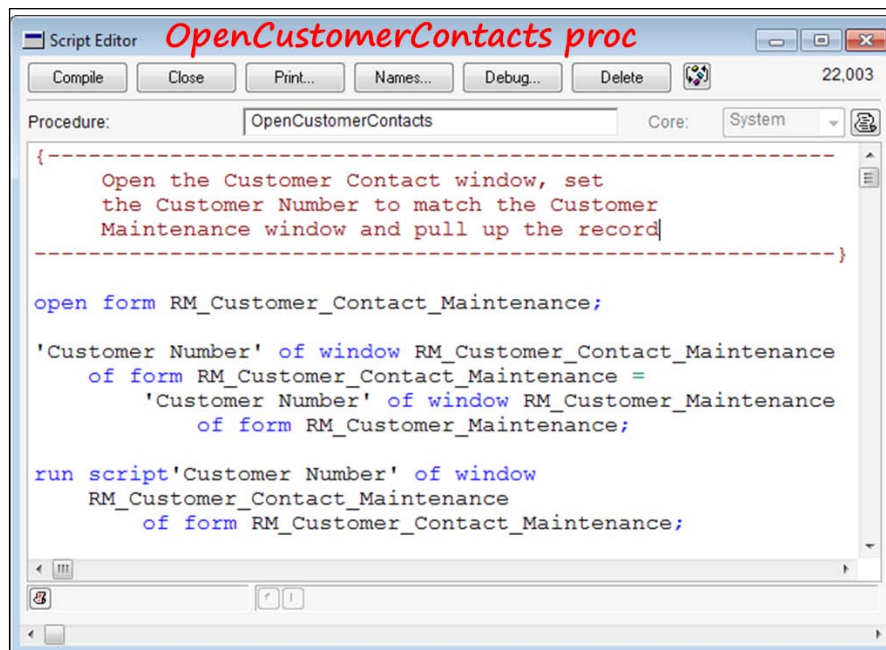 Script Editor OpenCustomerContacts proc
Compile Close Print... Names... Debug... Delete 22,003
Procedure: OpenCustomerContacts Core: System
{----------------------------------------------------------
Open the Customer Contact window, set
the Customer Number to match the Customer
Maintenance window and pull up the record
-----------------------------------------------------------}
open form RM_Customer_Contact_Maintenance;
'Customer Number' of window RM_Customer_Contact_Maintenance
of form RM_Customer_Contact_Maintenance =
'Customer Number' of window RM_Customer_Maintenance
of form RM_Customer_Maintenance;
run script'Customer Number' of window
RM_Customer_Contact_Maintenance
of form RM_Customer_Contact_Maintenance;